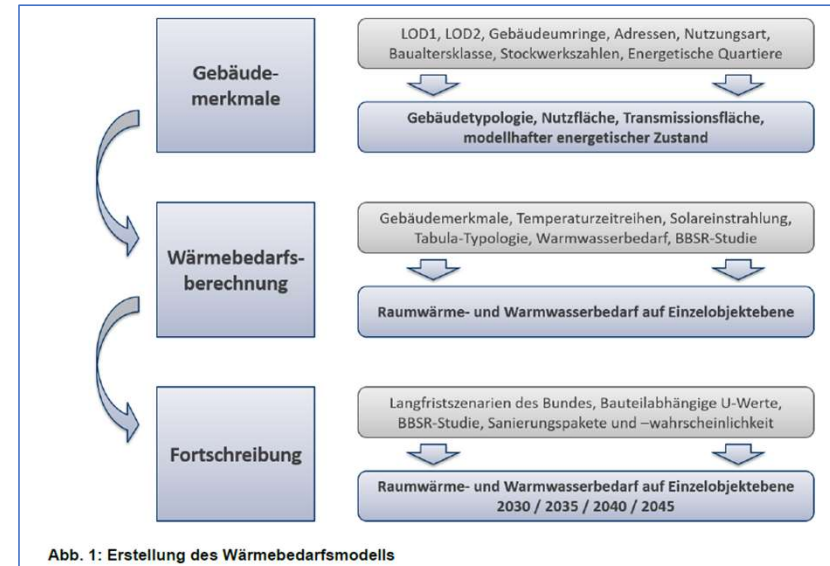 Gebäude-
merkmale
LOD1, LOD2, Gebäudeumringe, Adressen, Nutzungsart,
Baualtersklasse, Stockwerkszahlen, Energetische Quartiere
Gebäudetypologie, Nutzfläche, Transmissionsfläche,
modellhafter energetischer Zustand
Wärmebedarfs-
berechnung
Gebäudemerkmale, Temperaturzeitreihen, Solareinstrahlung,
Tabula-Typologie, Warmwasserbedarf, BBSR-Studie
Raumwärme- und Warmwasserbedarf auf Einzelobjektebene
Fortschreibung
Langfristszenarien des Bundes, Bauteilabhängige U-Werte,
BBSR-Studie, Sanierungspakete und –wahrscheinlichkeit
Raumwärme- und Warmwasserbedarf auf Einzelobjektebene
2030 / 2035 / 2040 / 2045
Abb. 1: Erstellung des Wärmebedarfsmodells